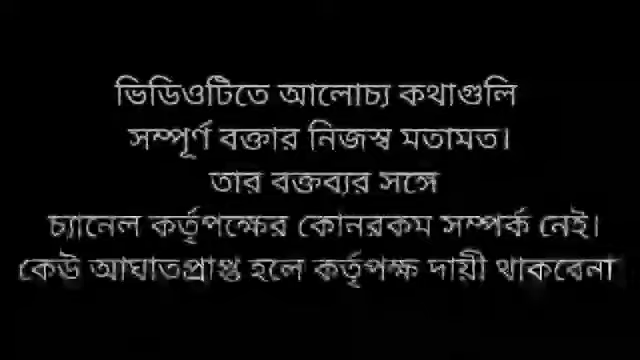 ভিডিওটিতে আলোচ্য কথাগুলি
সম্পূর্ণ বক্তার নিজস্ব মতামত।
তার বক্তব্যর সঙ্গে
চ্যানেল কর্তৃপক্ষের কোনরকম সম্পর্ক নেই।
কেউ আঘাতপ্রাপ্ত হলে কর্তৃপক্ষ দায়ী থাকবেনা